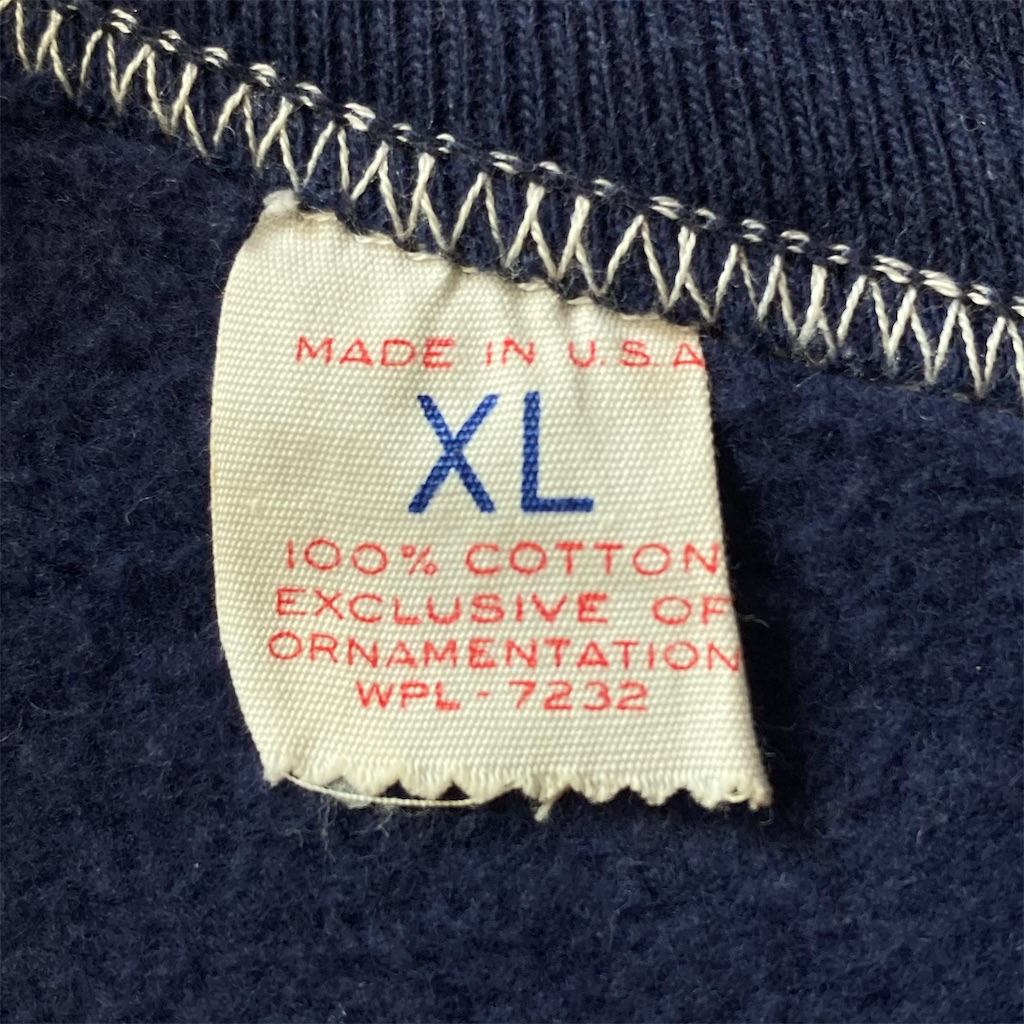 MADE IN U.S.A
XL
100% COTTON
EXCLUSIVE OF
ORNAMENTATION
WPL - 7232